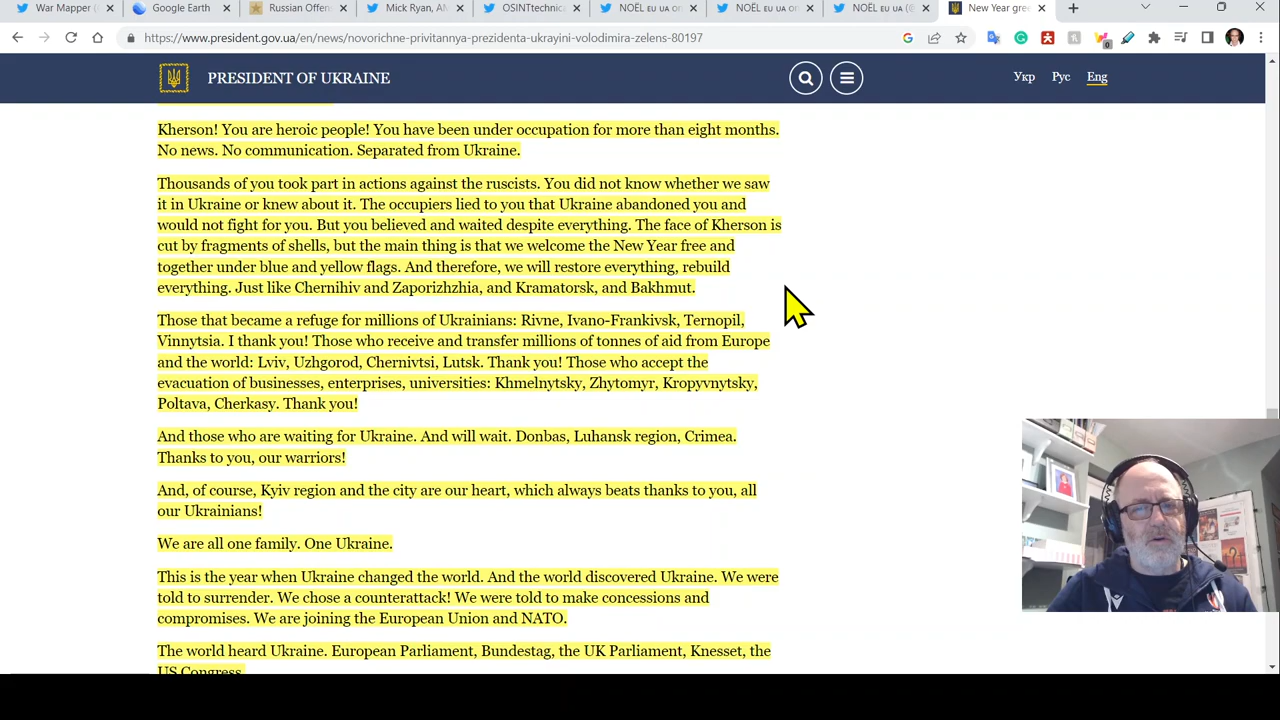 War Mapper (
Google Earth
Russian Offen
Mick Ryan, AM
OSINTtechnica
NOËL EU UA on
NOËL EU UA on
NOËL EU UA (@
New Year gree
https://www.president.gov.ua/en/news/novorichne-privitannya-prezidenta-ukrayini-volodimira-zelens-80197
PRESIDENT OF UKRAINE
Укр Рус Eng
Kherson! You are heroic people! You have been under occupation for more than eight months.
No news. No communication. Separated from Ukraine.
Thousands of you took part in actions against the ruscists. You did not know whether we saw
it in Ukraine or knew about it. The occupiers lied to you that Ukraine abandoned you and
would not fight for you. But you believed and waited despite everything. The face of Kherson is
cut by fragments of shells, but the main thing is that we welcome the New Year free and
together under blue and yellow flags. And therefore, we will restore everything, rebuild
everything. Just like Chernihiv and Zaporizhzhia, and Kramatorsk, and Bakhmut.
Those that became a refuge for millions of Ukrainians: Rivne, Ivano-Frankivsk, Ternopil,
Vinnytsia. I thank you! Those who receive and transfer millions of tonnes of aid from Europe
and the world: Lviv, Uzhgorod, Chernivtsi, Lutsk. Thank you! Those who accept the
evacuation of businesses, enterprises, universities: Khmelnytsky, Zhytomyr, Kropyvnytsky,
Poltava, Cherkasy. Thank you!
And those who are waiting for Ukraine. And will wait. Donbas, Luhansk region, Crimea.
Thanks to you, our warriors!
And, of course, Kyiv region and the city are our heart, which always beats thanks to you, all
our Ukrainians!
We are all one family. One Ukraine.
This is the year when Ukraine changed the world. And the world discovered Ukraine. We were
told to surrender. We chose a counterattack! We were told to make concessions and
compromises. We are joining the European Union and NATO.
The world heard Ukraine. European Parliament, Bundestag, the UK Parliament, Knesset, the
US Congress.